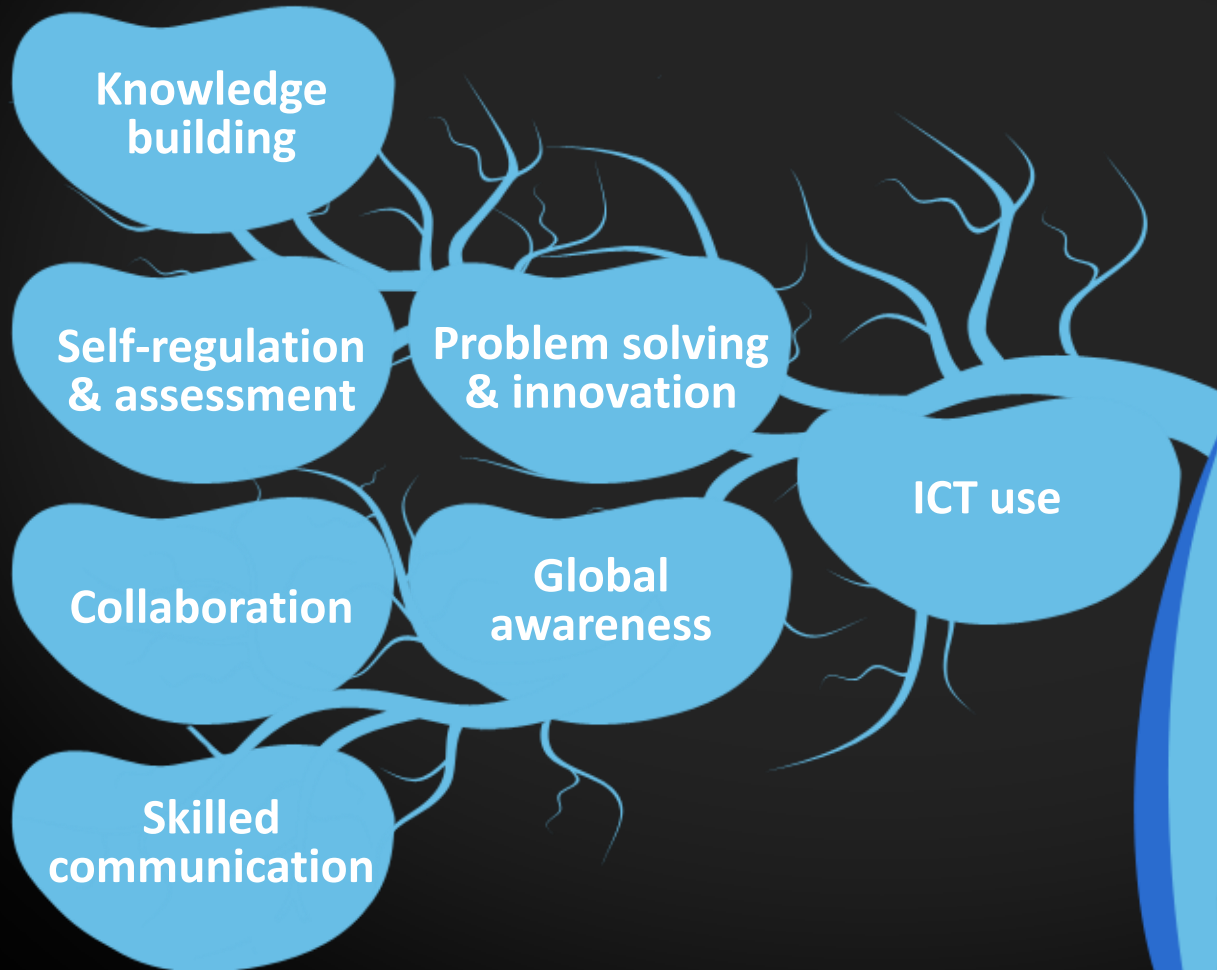 Knowledge
building
Self-regulation
& assessment
Problem solving
& innovation
ICT use
Collaboration
Global
awareness
Skilled
communication